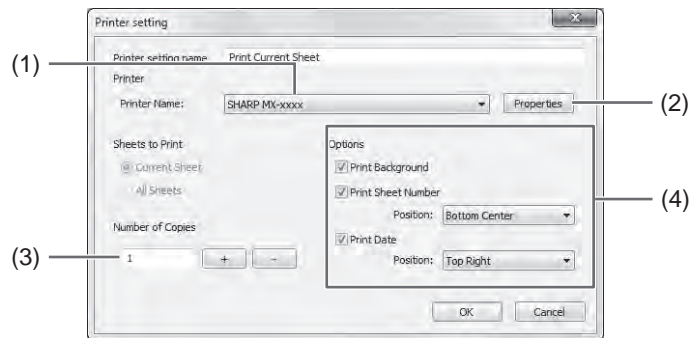 Printer setting
Printer setting name Print Current Sheet
(1)
Printer
Printer Name: SHARP MX-xxxx Properties
(2)
Sheets to Print
Current Sheet
All Sheets
Options
Print Background
Print Sheet Number
Position: Bottom Center
(4)
Print Date
Position: Top Right
Number of Copies
(3)
1 + -
OK Cancel